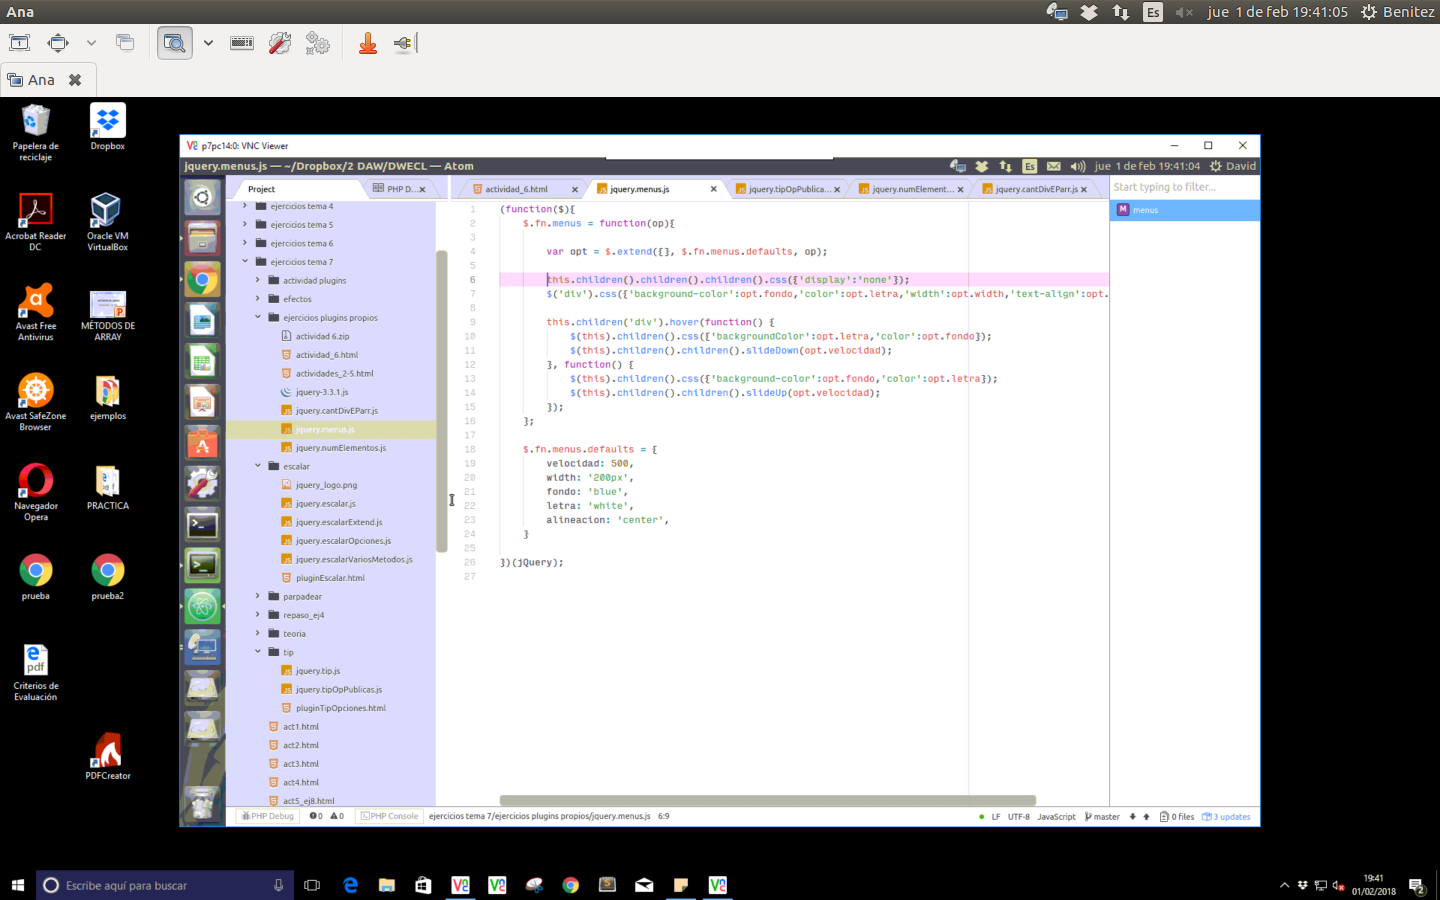 Ana
Es
jue 1 de feb 19:41:05
Benitez
Ana
Papelera de reciclaje
Dropbox
Acrobat Reader DC
Oracle VM VirtualBox
Avast Free Antivirus
MÉTODOS DE ARRAY
Avast SafeZone Browser
ejemplos
Navegador Opera
PRACTICA
prueba
prueba2
Criterios de Evaluación
PDFCreator
p7pc14:0: VNC Viewer
jquery.menus.js — ~/Dropbox/2 DAW/DWECL — Atom
Es
jue 1 de feb 19:41:04
David
Project
PHP D...
actividad_6.html
jquery.menus.js
jquery.tipOpPublica...
jquery.numElement...
jquery.cantDivEParr.js
Start typing to filter...
M menus
ejercicios tema 4
ejercicios tema 5
ejercicios tema 6
ejercicios tema 7
actividad plugins
efectos
ejercicios plugins propios
actividad 6.zip
actividad_6.html
actividades_2-5.html
jquery-3.3.1.js
jquery.cantDivEParr.js
jquery.menus.js
jquery.numElementos.js
escalar
jquery_logo.png
jquery.escalar.js
jquery.escalarExtend.js
jquery.escalarOpciones.js
jquery.escalarVariosMetodos.js
pluginEscalar.html
parpadear
repaso_ej4
teoria
tip
jquery.tip.js
jquery.tipOpPublicas.js
pluginTipOpciones.html
act1.html
act2.html
act3.html
act4.html
act5_ej8.html
1 (function($){
2 $.fn.menus = function(op){
3
4 var opt = $.extend({}, $.fn.menus.defaults, op);
5
6 this.children().children().children().css({'display':'none'});
7 $('div').css({'background-color':opt.fondo,'color':opt.letra,'width':opt.width,'text-align':opt.
8
9 this.children('div').hover(function() {
10 $(this).children().css({'backgroundColor':opt.letra,'color':opt.fondo});
11 $(this).children().children().slideDown(opt.velocidad);
12 }, function() {
13 $(this).children().css({'background-color':opt.fondo,'color':opt.letra});
14 $(this).children().children().slideUp(opt.velocidad);
15 });
16 };
17
18 $.fn.menus.defaults = {
19 velocidad: 500,
20 width: '200px',
21 fondo: 'blue',
22 letra: 'white',
23 alineacion: 'center',
24 }
25
26 })(jQuery);
27
PHP Debug
0
0
PHP Console
ejercicios tema 7/ejercicios plugins propios/jquery.menus.js 6:9
LF UTF-8 JavaScript master 0 files 3 updates
Escribe aquí para buscar
19:41
01/02/2018
2